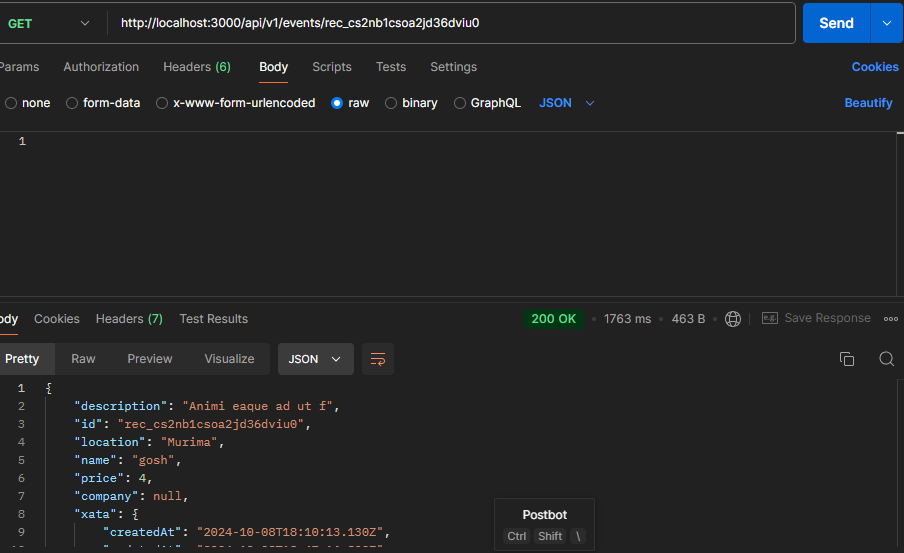 GET http://localhost:3000/api/v1/events/rec_cs2nb1csoa2jd36dviu0 Send
Params Authorization Headers (6) Body Scripts Tests Settings Cookies
none form-data x-www-form-urlencoded raw binary GraphQL JSON Beautify
1
Body Cookies Headers (7) Test Results 200 OK 1763 ms 463 B e.g. Save Response
Pretty Raw Preview Visualize JSON
1 {
2 "description": "Animi eaque ad ut f",
3 "id": "rec_cs2nb1csoa2jd36dviu0",
4 "location": "Murima",
5 "name": "gosh",
6 "price": 4,
7 "company": null,
8 "xata": {
9 "createdAt": "2024-10-08T18:10:13.130Z",
Postbot
Ctrl Shift \